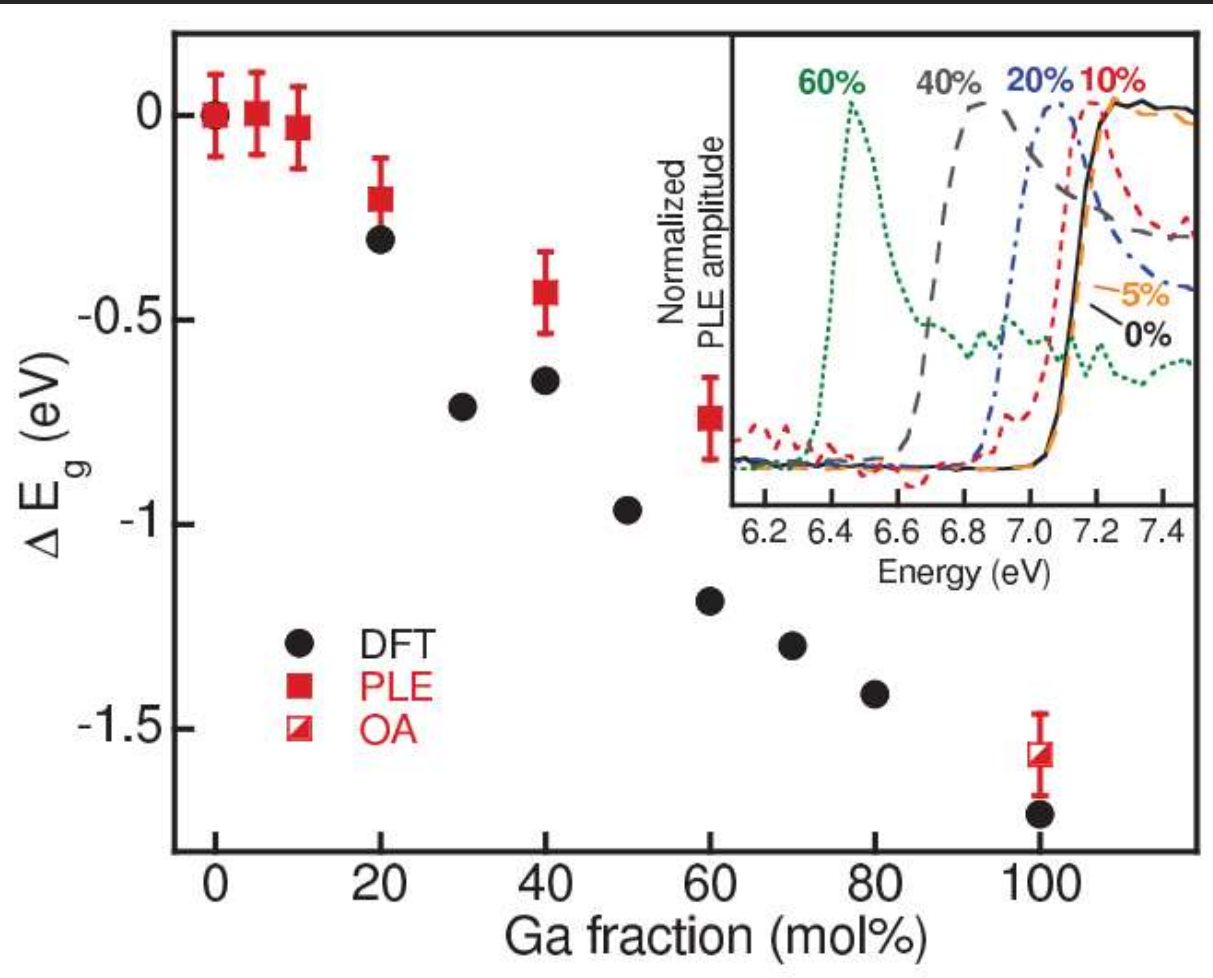 60% 40% 20% 10%
0
Normalized
PLE amplitude
-0.5
5%
0%
Δ Eg (eV)
-1
6.2 6.4 6.6 6.8 7.0 7.2 7.4
Energy (eV)
DFT
PLE
-1.5
OA
0 20 40 60 80 100
Ga fraction (mol%)